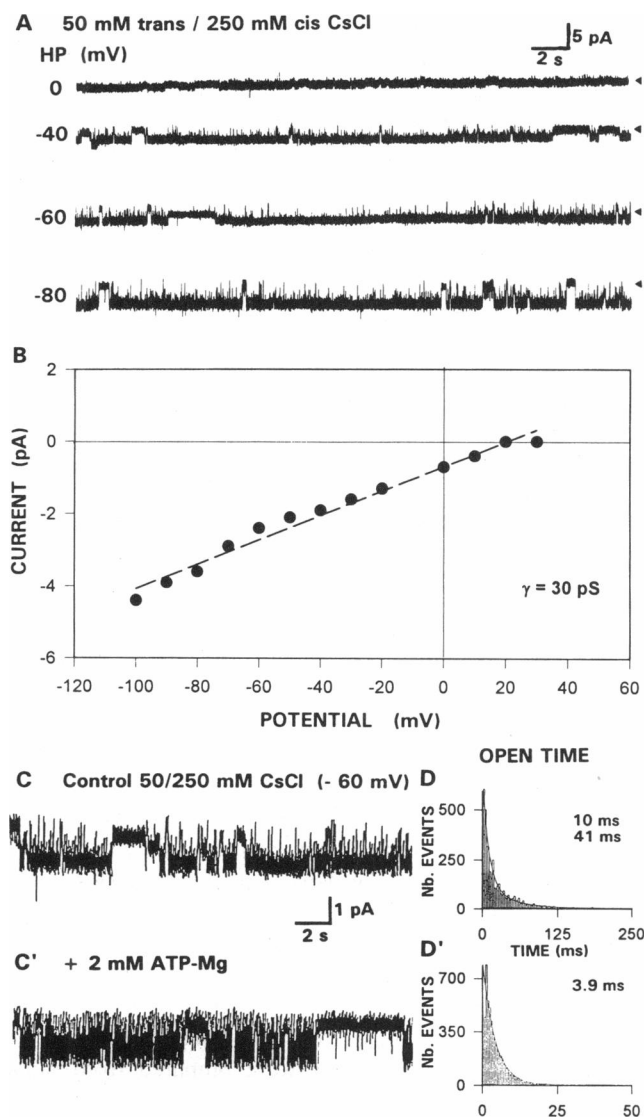 A 50 mM trans / 250 mM cis CsCl
5 pA
2 s
HP (mV)
0
-40
-60
-80
B
2
0
-2
-4
-6
CURRENT (pA)
γ = 30 pS
-120 -100 -80 -60 -40 -20 0 20 40 60
POTENTIAL (mV)
OPEN TIME
C Control 50/250 mM CsCl (- 60 mV)
1 pA
2 s
D
Nb. EVENTS
500
250
0
10 ms
41 ms
0 125 250
TIME (ms)
C' + 2 mM ATP-Mg
D'
Nb. EVENTS
700
350
0
3.9 ms
0 25 50